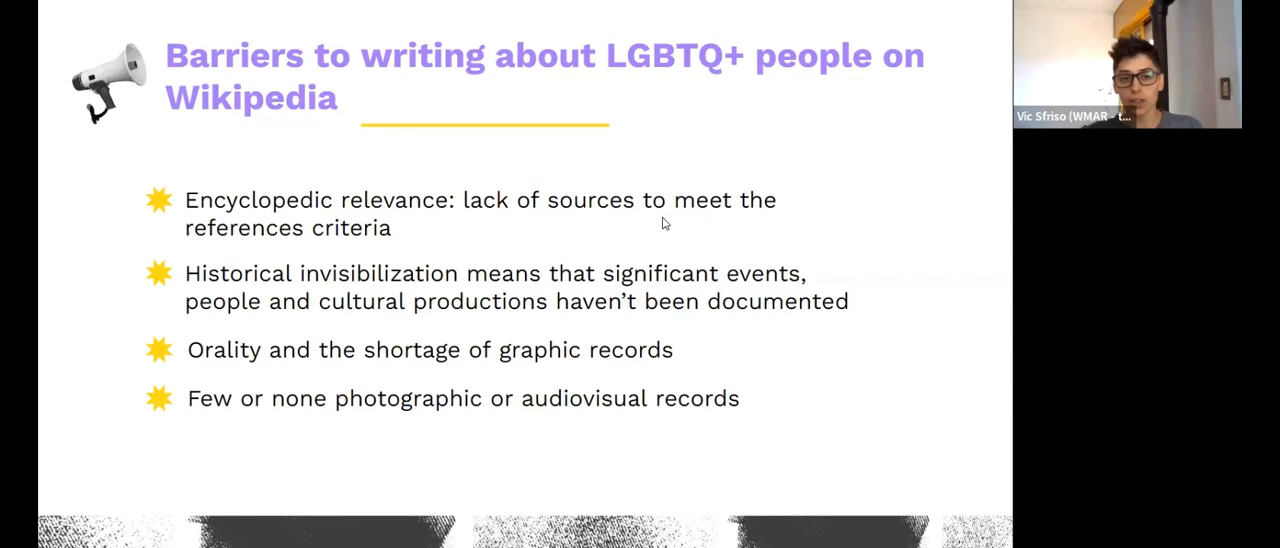 Barriers to writing about LGBTQ+ people on
Wikipedia
Encyclopedic relevance: lack of sources to meet the
references criteria
Historical invisibilization means that significant events,
people and cultural productions haven’t been documented
Orality and the shortage of graphic records
Few or none photographic or audiovisual records
Vic Sfriso (WMAR - t...